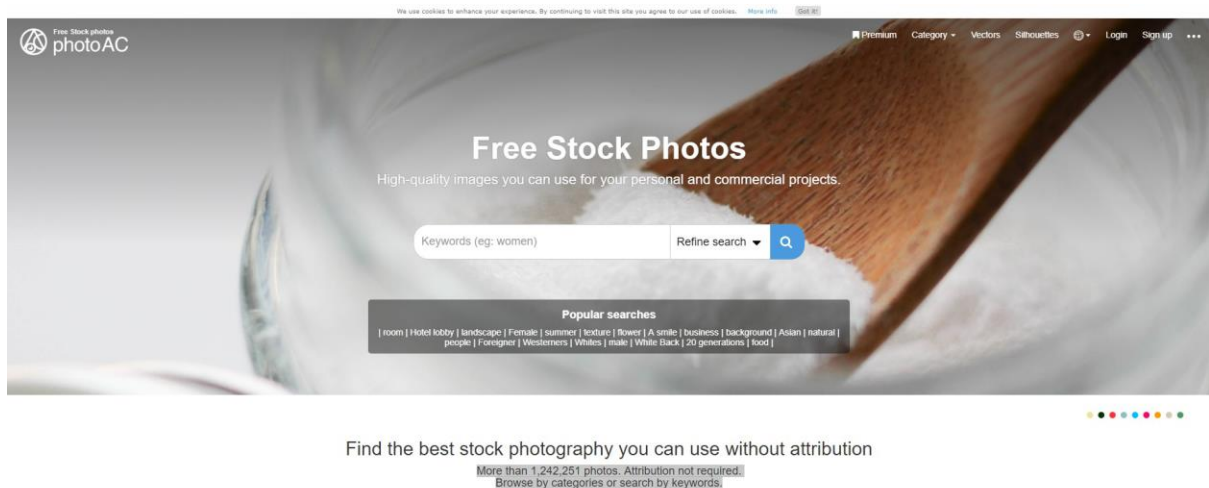 We use cookies to enhance your experience. By continuing to visit this site you agree to our use of cookies. More info Got it!
Free Stock photos
photoAC
Premium Category Vectors Silhouettes Login Sign up
Free Stock Photos
High-quality images you can use for your personal and commercial projects.
Keywords (eg: women) Refine search
Popular searches
| room | Hotel lobby | landscape | Female | summer | texture | flower | A smile | business | background | Asian | natural |
people | Foreigner | Westerners | Whites | male | White Back | 20 generations | food |
Find the best stock photography you can use without attribution
More than 1,242,251 photos. Attribution not required.
Browse by categories or search by keywords.